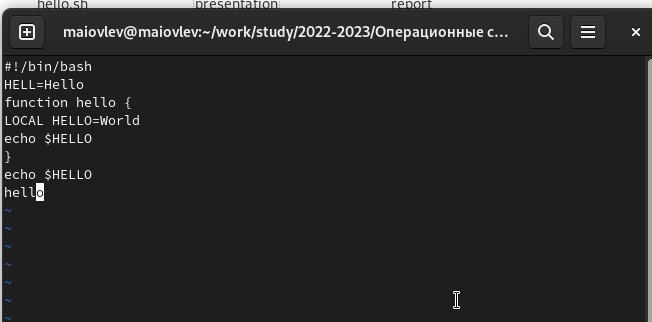 hello.sh presentation report
maiovlev@maiovlev:~/work/study/2022-2023/Операционные с...
#!/bin/bash
HELL=Hello
function hello {
LOCAL HELLO=World
echo $HELLO
}
echo $HELLO
hello
~
~
~
~
~
~
~